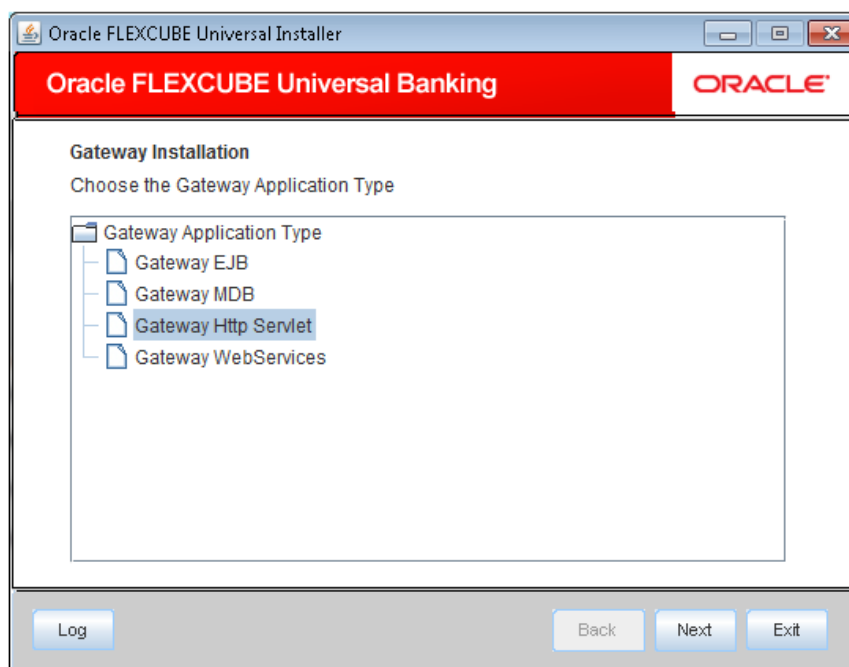 Oracle FLEXCUBE Universal Installer
Oracle FLEXCUBE Universal Banking
ORACLE
Gateway Installation
Choose the Gateway Application Type
Gateway Application Type
Gateway EJB
Gateway MDB
Gateway Http Servlet
Gateway WebServices
Log Back Next Exit